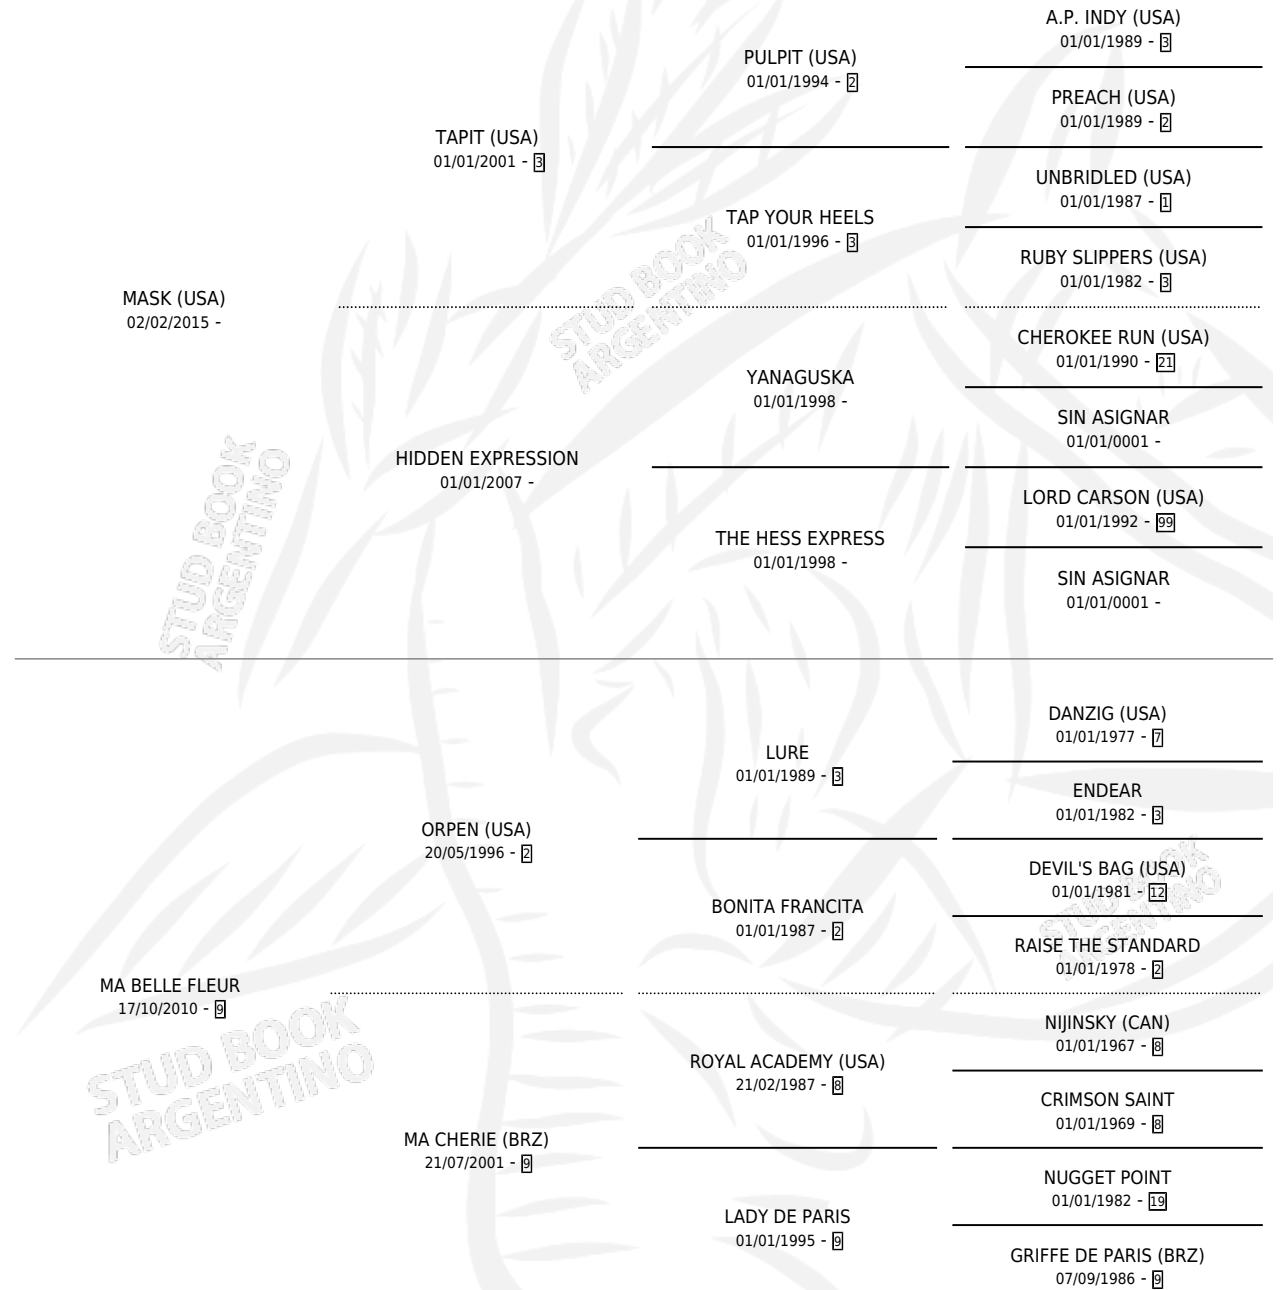 A.P. INDY (USA)
01/01/1989 - 3
PULPIT (USA)
01/01/1994 - 2
PREACH (USA)
01/01/1989 - 2
TAPIT (USA)
01/01/2001 - 3
UNBRIDLED (USA)
01/01/1987 - 1
TAP YOUR HEELS
01/01/1996 - 3
RUBY SLIPPERS (USA)
01/01/1982 - 3
MASK (USA)
02/02/2015 -
STUD BOOK
ARGENTINO
CHEROKEE RUN (USA)
01/01/1990 - 21
YANAGUSKA
01/01/1998 -
SIN ASIGNAR
01/01/0001 -
HIDDEN EXPRESSION
01/01/2007 -
STUD BOOK
ARGENTINO
LORD CARSON (USA)
01/01/1992 - 99
THE HESS EXPRESS
01/01/1998 -
SIN ASIGNAR
01/01/0001 -
DANZIG (USA)
01/01/1977 - 7
LURE
01/01/1989 - 3
ENDEAR
01/01/1982 - 3
ORPEN (USA)
20/05/1996 - 2
DEVIL'S BAG (USA)
01/01/1981 - 12
STUD BOOK
ARGENTINO
BONITA FRANCITA
01/01/1987 - 2
RAISE THE STANDARD
01/01/1978 - 2
MA BELLE FLEUR
17/10/2010 - 9
STUD BOOK
ARGENTINO
NIJINSKY (CAN)
01/01/1967 - 8
ROYAL ACADEMY (USA)
21/02/1987 - 8
CRIMSON SAINT
01/01/1969 - 8
MA CHERIE (BRZ)
21/07/2001 - 9
NUGGET POINT
01/01/1982 - 19
LADY DE PARIS
01/01/1995 - 9
GRIFFE DE PARIS (BRZ)
07/09/1986 - 9